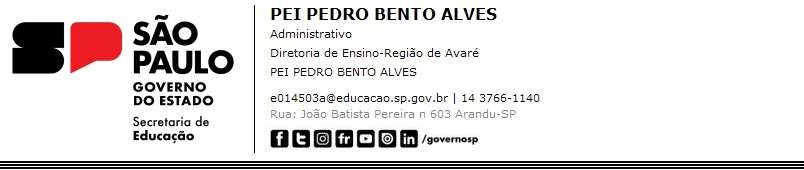 SP
SÃO
PAULO
GOVERNO
DO ESTADO
Secretaria de
Educação
PEI PEDRO BENTO ALVES
Administrativo
Diretoria de Ensino-Região de Avaré
PEI PEDRO BENTO ALVES
e014503a@educacao.sp.gov.br | 14 3766-1140
Rua: João Batista Pereira n 603 Arandu-SP
/governosp